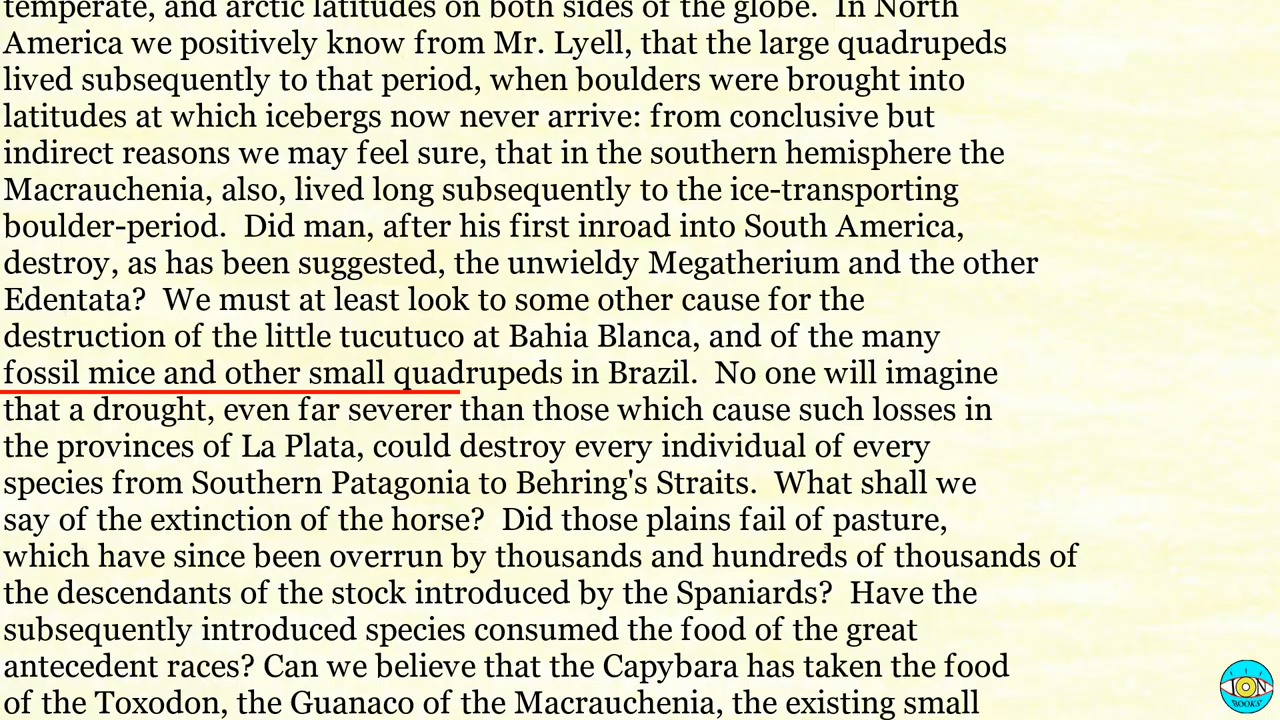 temperate, and arctic latitudes on both sides of the globe.  In North
America we positively know from Mr. Lyell, that the large quadrupeds
lived subsequently to that period, when boulders were brought into
latitudes at which icebergs now never arrive: from conclusive but
indirect reasons we may feel sure, that in the southern hemisphere the
Macrauchenia, also, lived long subsequently to the ice-transporting
boulder-period.  Did man, after his first inroad into South America,
destroy, as has been suggested, the unwieldy Megatherium and the other
Edentata?  We must at least look to some other cause for the
destruction of the little tucutuco at Bahia Blanca, and of the many
fossil mice and other small quadrupeds in Brazil.  No one will imagine
that a drought, even far severer than those which cause such losses in
the provinces of La Plata, could destroy every individual of every
species from Southern Patagonia to Behring's Straits.  What shall we
say of the extinction of the horse?  Did those plains fail of pasture,
which have since been overrun by thousands and hundreds of thousands of
the descendants of the stock introduced by the Spaniards?  Have the
subsequently introduced species consumed the food of the great
antecedent races? Can we believe that the Capybara has taken the food
of the Toxodon, the Guanaco of the Macrauchenia, the existing small
ION
BOOKS